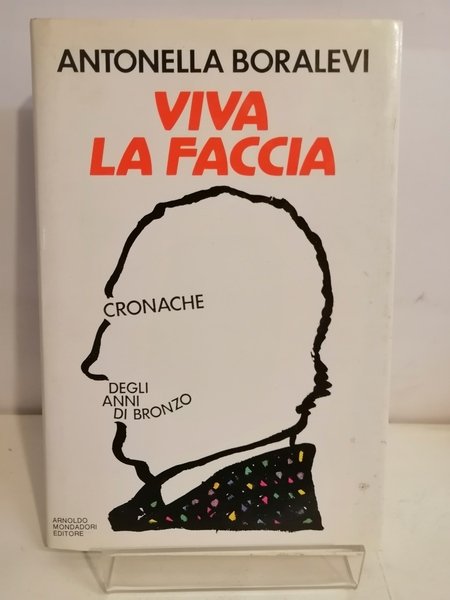 ANTONELLA BORALEVI
VIVA
LA FACCIA
CRONACHE
DEGLI
ANNI
DI BRONZO
ARNOLDO
MONDADORI
EDITORE